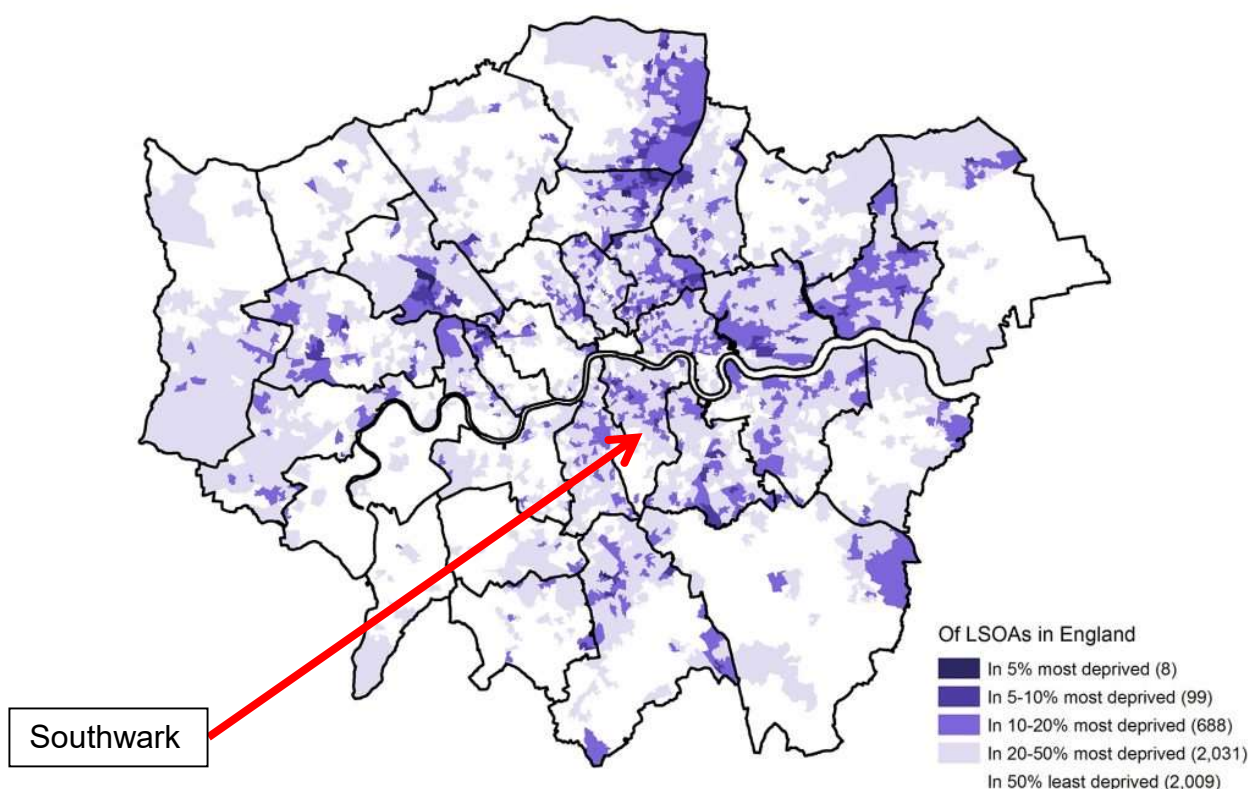 Southwark
Of LSOAs in England
In 5% most deprived (8)
In 5-10% most deprived (99)
In 10-20% most deprived (688)
In 20-50% most deprived (2,031)
In 50% least deprived (2,009)